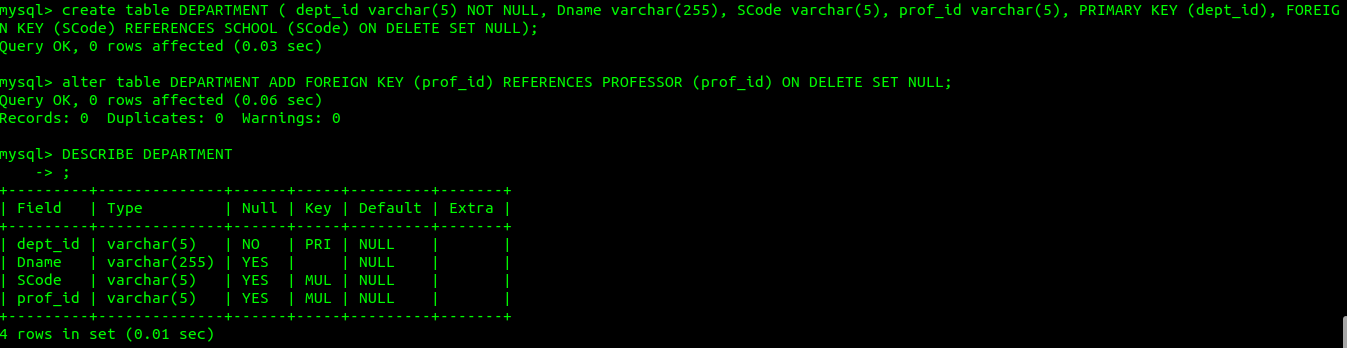 mysql> create table DEPARTMENT ( dept_id varchar(5) NOT NULL, Dname varchar(255), SCode varchar(5), prof_id varchar(5), PRIMARY KEY (dept_id), FOREIG
N KEY (SCode) REFERENCES SCHOOL (SCode) ON DELETE SET NULL);
Query OK, 0 rows affected (0.03 sec)

mysql> alter table DEPARTMENT ADD FOREIGN KEY (prof_id) REFERENCES PROFESSOR (prof_id) ON DELETE SET NULL;
Query OK, 0 rows affected (0.06 sec)
Records: 0  Duplicates: 0  Warnings: 0

mysql> DESCRIBE DEPARTMENT
    -> ;
+---------+--------------+------+-----+---------+-------+
| Field   | Type         | Null | Key | Default | Extra |
+---------+--------------+------+-----+---------+-------+
| dept_id | varchar(5)   | NO   | PRI | NULL    |       |
| Dname   | varchar(255) | YES  |     | NULL    |       |
| SCode   | varchar(5)   | YES  | MUL | NULL    |       |
| prof_id | varchar(5)   | YES  | MUL | NULL    |       |
+---------+--------------+------+-----+---------+-------+
4 rows in set (0.01 sec)